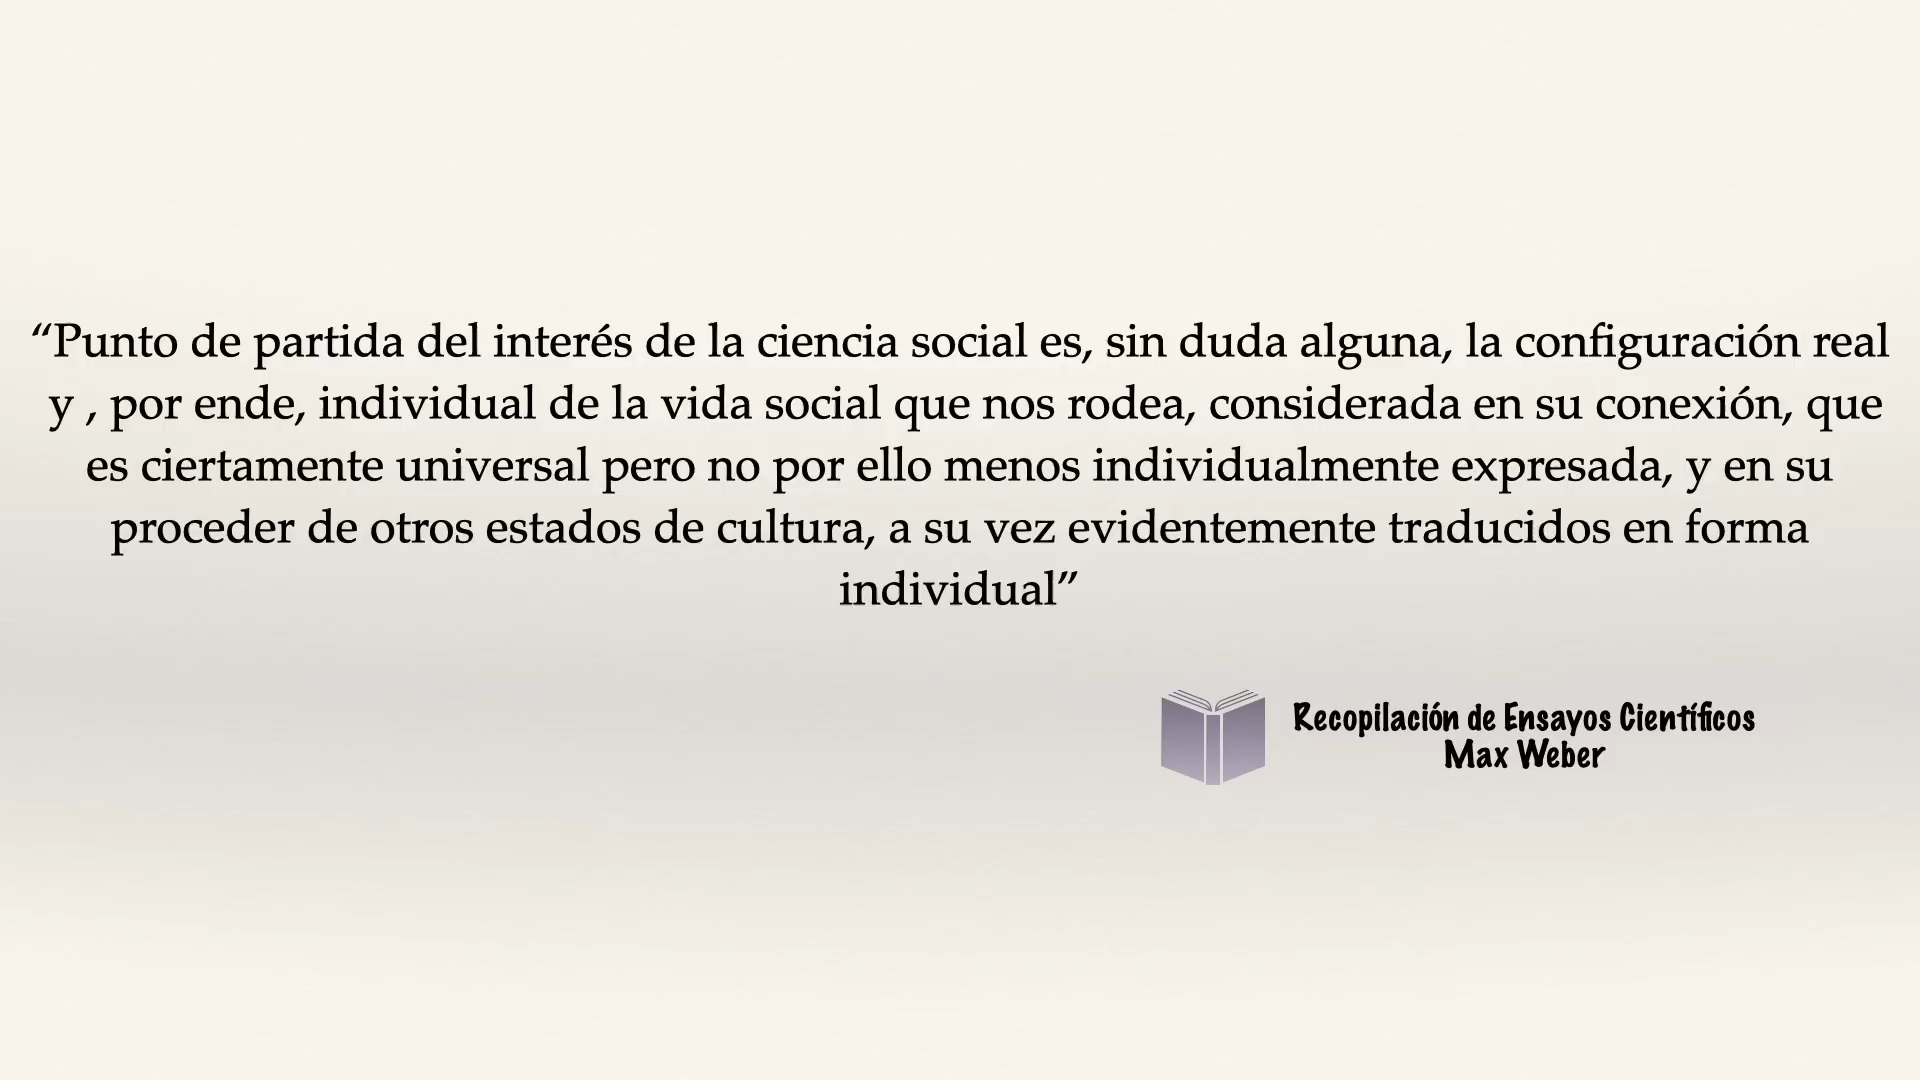 “Punto de partida del interés de la ciencia social es, sin duda alguna, la configuración real
y , por ende, individual de la vida social que nos rodea, considerada en su conexión, que
es ciertamente universal pero no por ello menos individualmente expresada, y en su
proceder de otros estados de cultura, a su vez evidentemente traducidos en forma
individual”
Recopilación de Ensayos Científicos
Max Weber